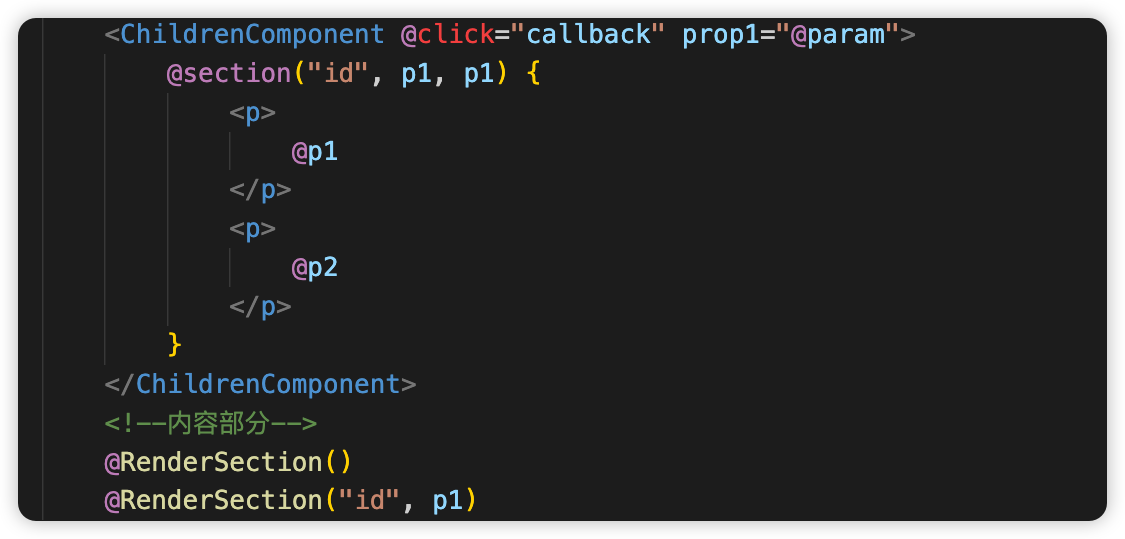 <ChildrenComponent @click="callback" prop1="@param">
@section("id", p1, p1) {
<p>
@p1
</p>
<p>
@p2
</p>
}
</ChildrenComponent>
<!--内容部分-->
@RenderSection()
@RenderSection("id", p1)